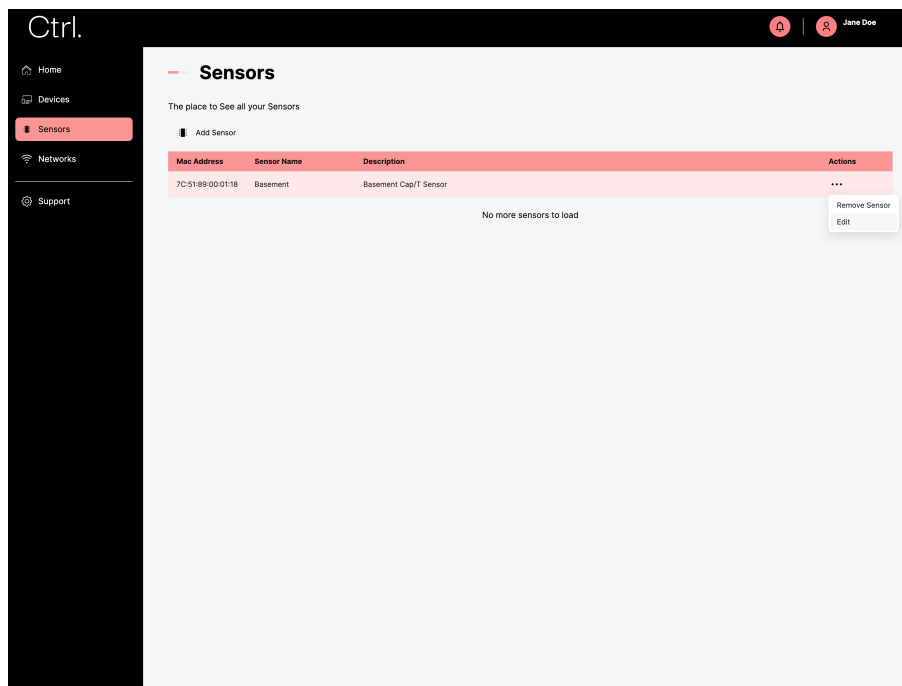 Ctrl.
Jane Doe
Home
Devices
Sensors
Networks
Support
Sensors
The place to See all your Sensors
Add Sensor
Mac Address Sensor Name Description Actions
7C:51:89:00:01:18 Basement Basement Cap/T Sensor
Remove Sensor
Edit
No more sensors to load